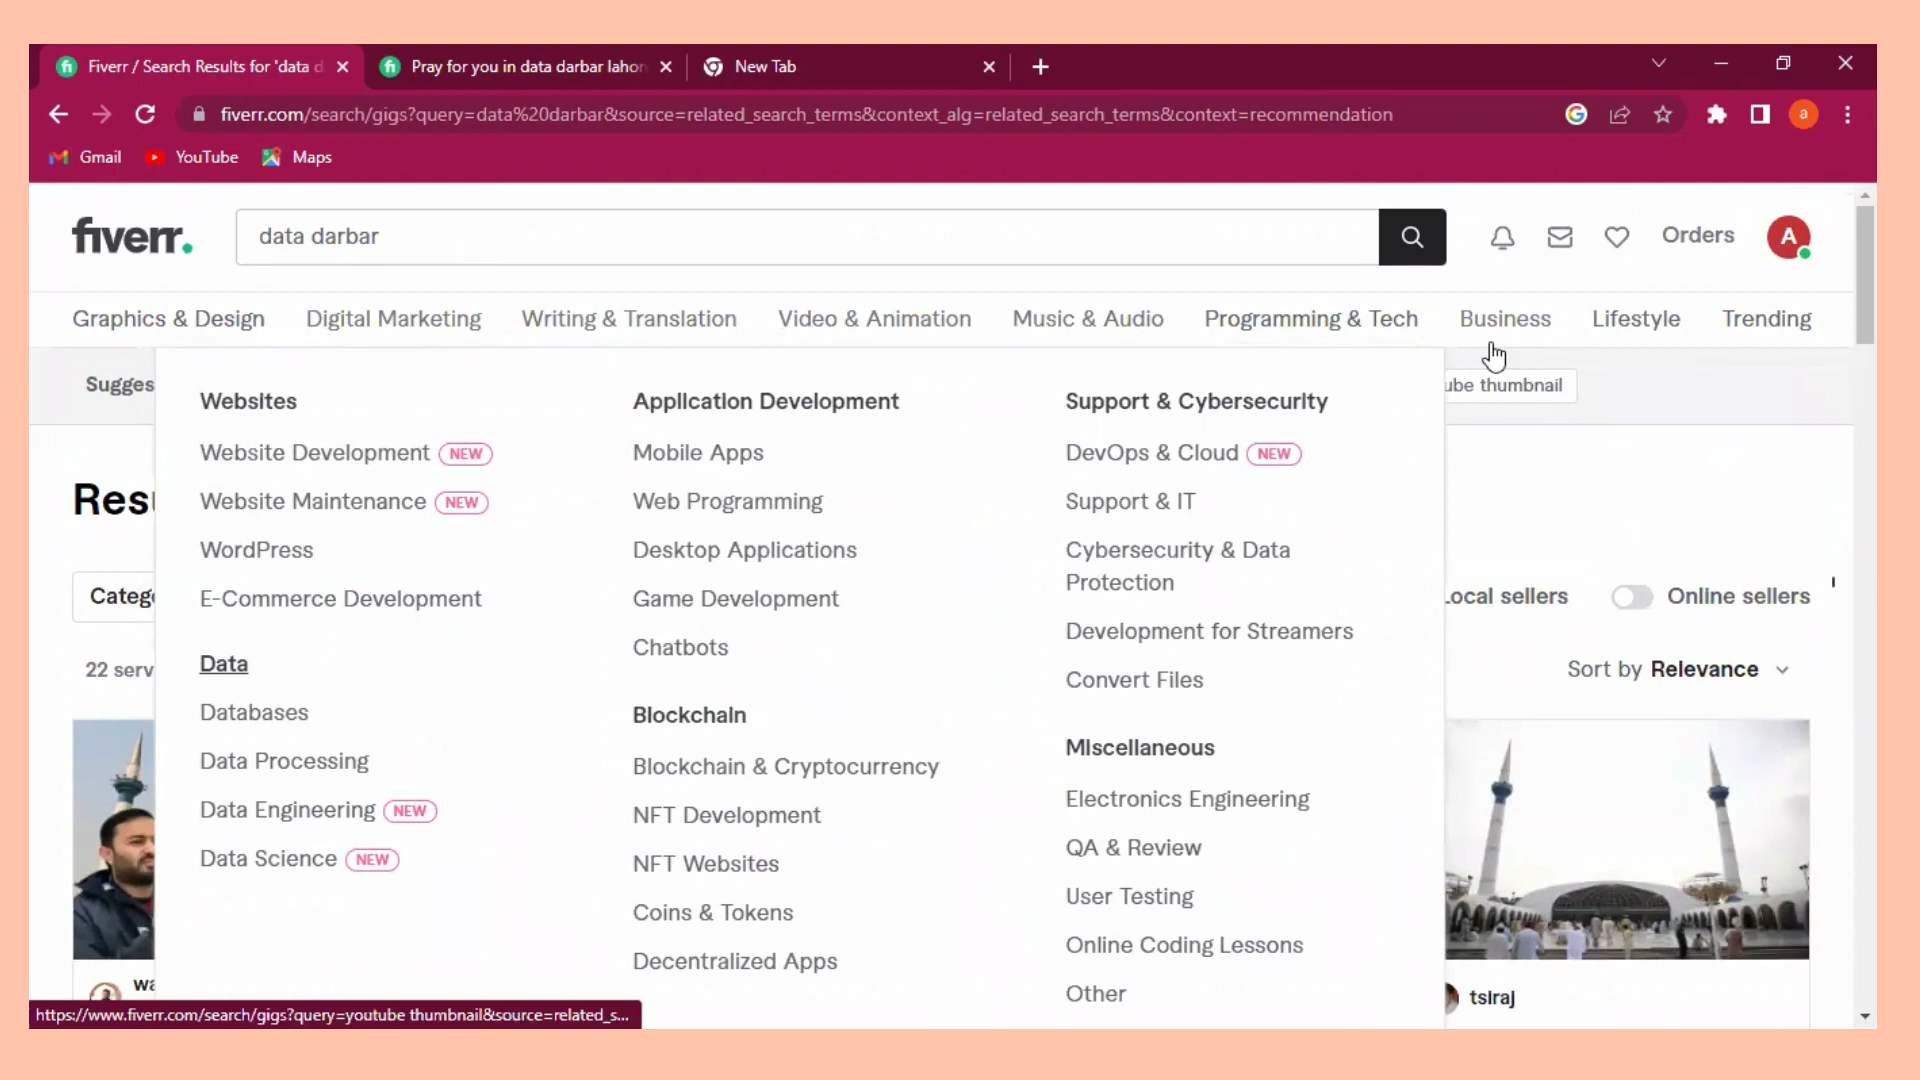 Fiverr / Search Results for 'data d
Pray for you in data darbar lahor
New Tab
fiverr.com/search/gigs?query=data%20darbar&source=related_search_terms&context_alg=related_search_terms&context=recommendation
a
Gmail
YouTube
Maps
fiverr.
data darbar
Orders
A
Graphics & Design
Digital Marketing
Writing & Translation
Video & Animation
Music & Audio
Programming & Tech
Business
Lifestyle
Trending
Sugges
ube thumbnail
Websites
Website Development NEW
Website Maintenance NEW
WordPress
E-Commerce Development
Data
Databases
Data Processing
Data Engineering NEW
Data Science NEW
Application Development
Mobile Apps
Web Programming
Desktop Applications
Game Development
Chatbots
Blockchain
Blockchain & Cryptocurrency
NFT Development
NFT Websites
Coins & Tokens
Decentralized Apps
Support & Cybersecurity
DevOps & Cloud NEW
Support & IT
Cybersecurity & Data
Protection
Development for Streamers
Convert Files
Miscellaneous
Electronics Engineering
QA & Review
User Testing
Online Coding Lessons
Other
Res
Catego
Local sellers
Online sellers
22 serv
Sort by Relevance
wa
tslraj
https://www.fiverr.com/search/gigs?query=youtube thumbnail&source=related_s...